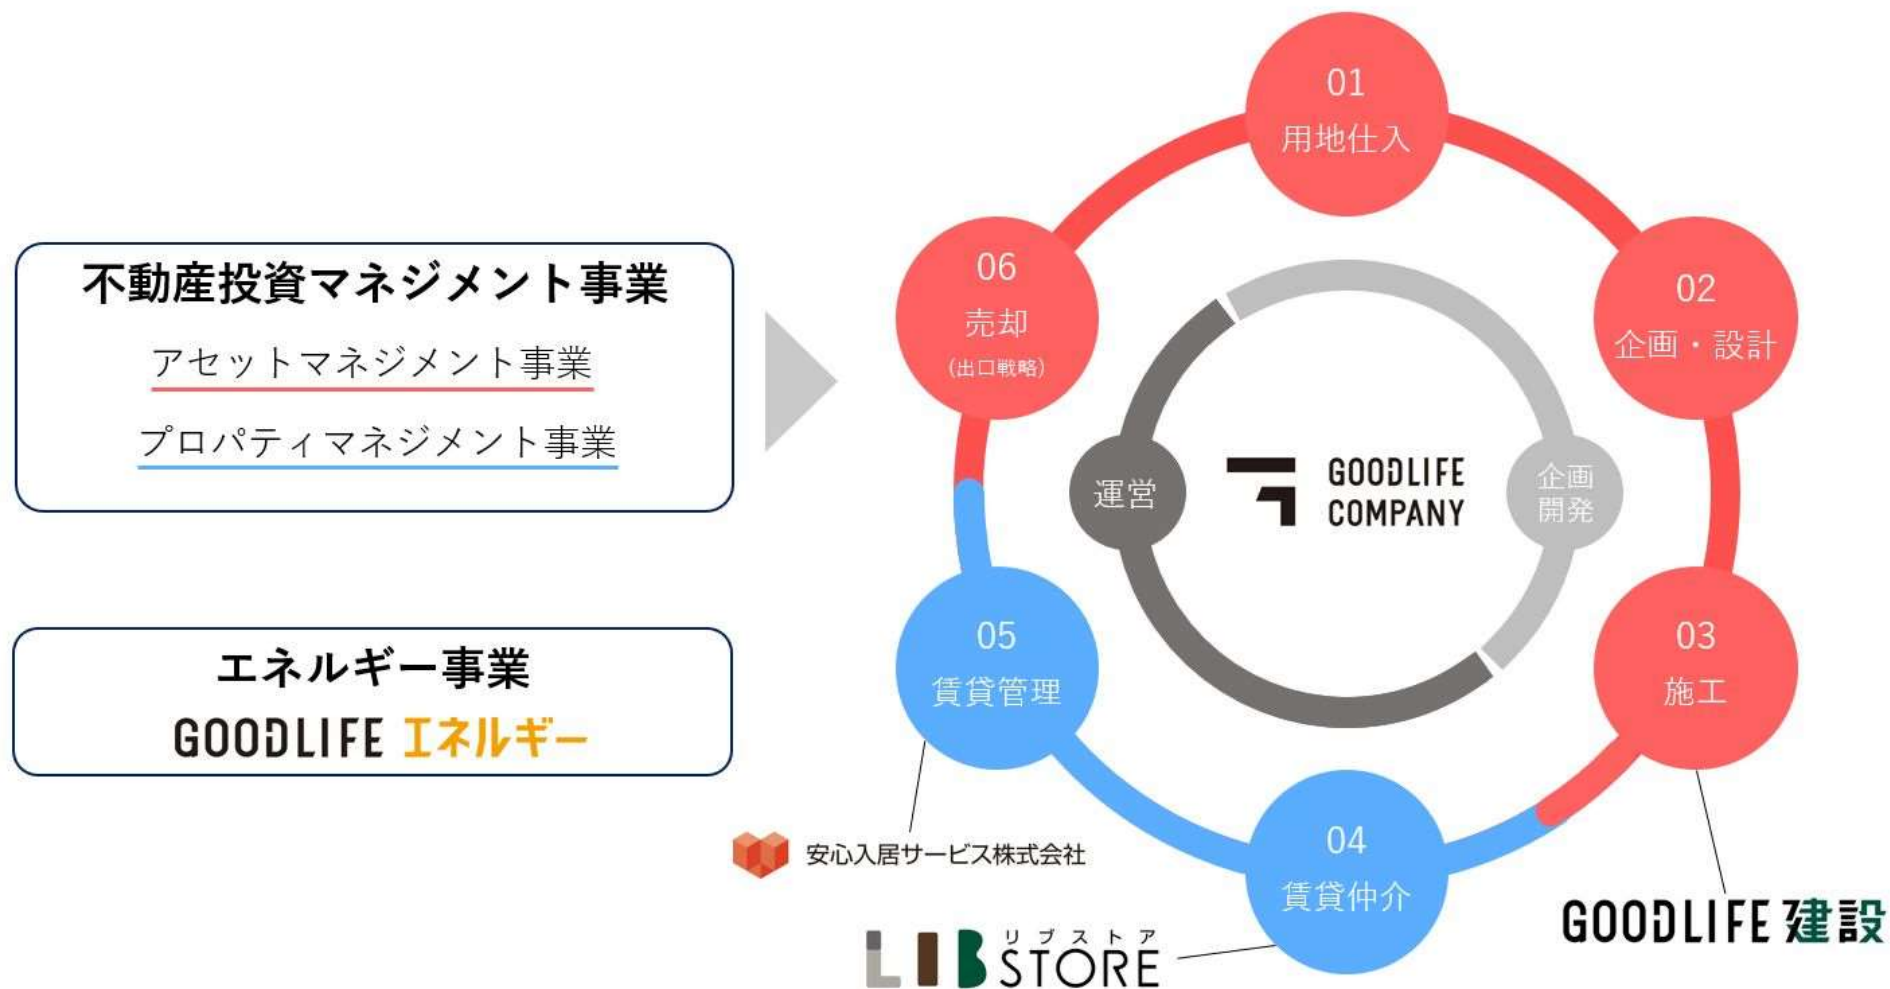 不動産投資マネジメント事業
アセットマネジメント事業
プロパティマネジメント事業
エネルギー事業
GOODLIFE エネルギー
01
用地仕入
02
企画・設計
03
施工
GOODLIFE 建設
04
賃貸仲介
リブストア
LIB STORE
05
賃貸管理
安心入居サービス株式会社
06
売却
(出口戦略)
運営
GOODLIFE
COMPANY
企画
開発